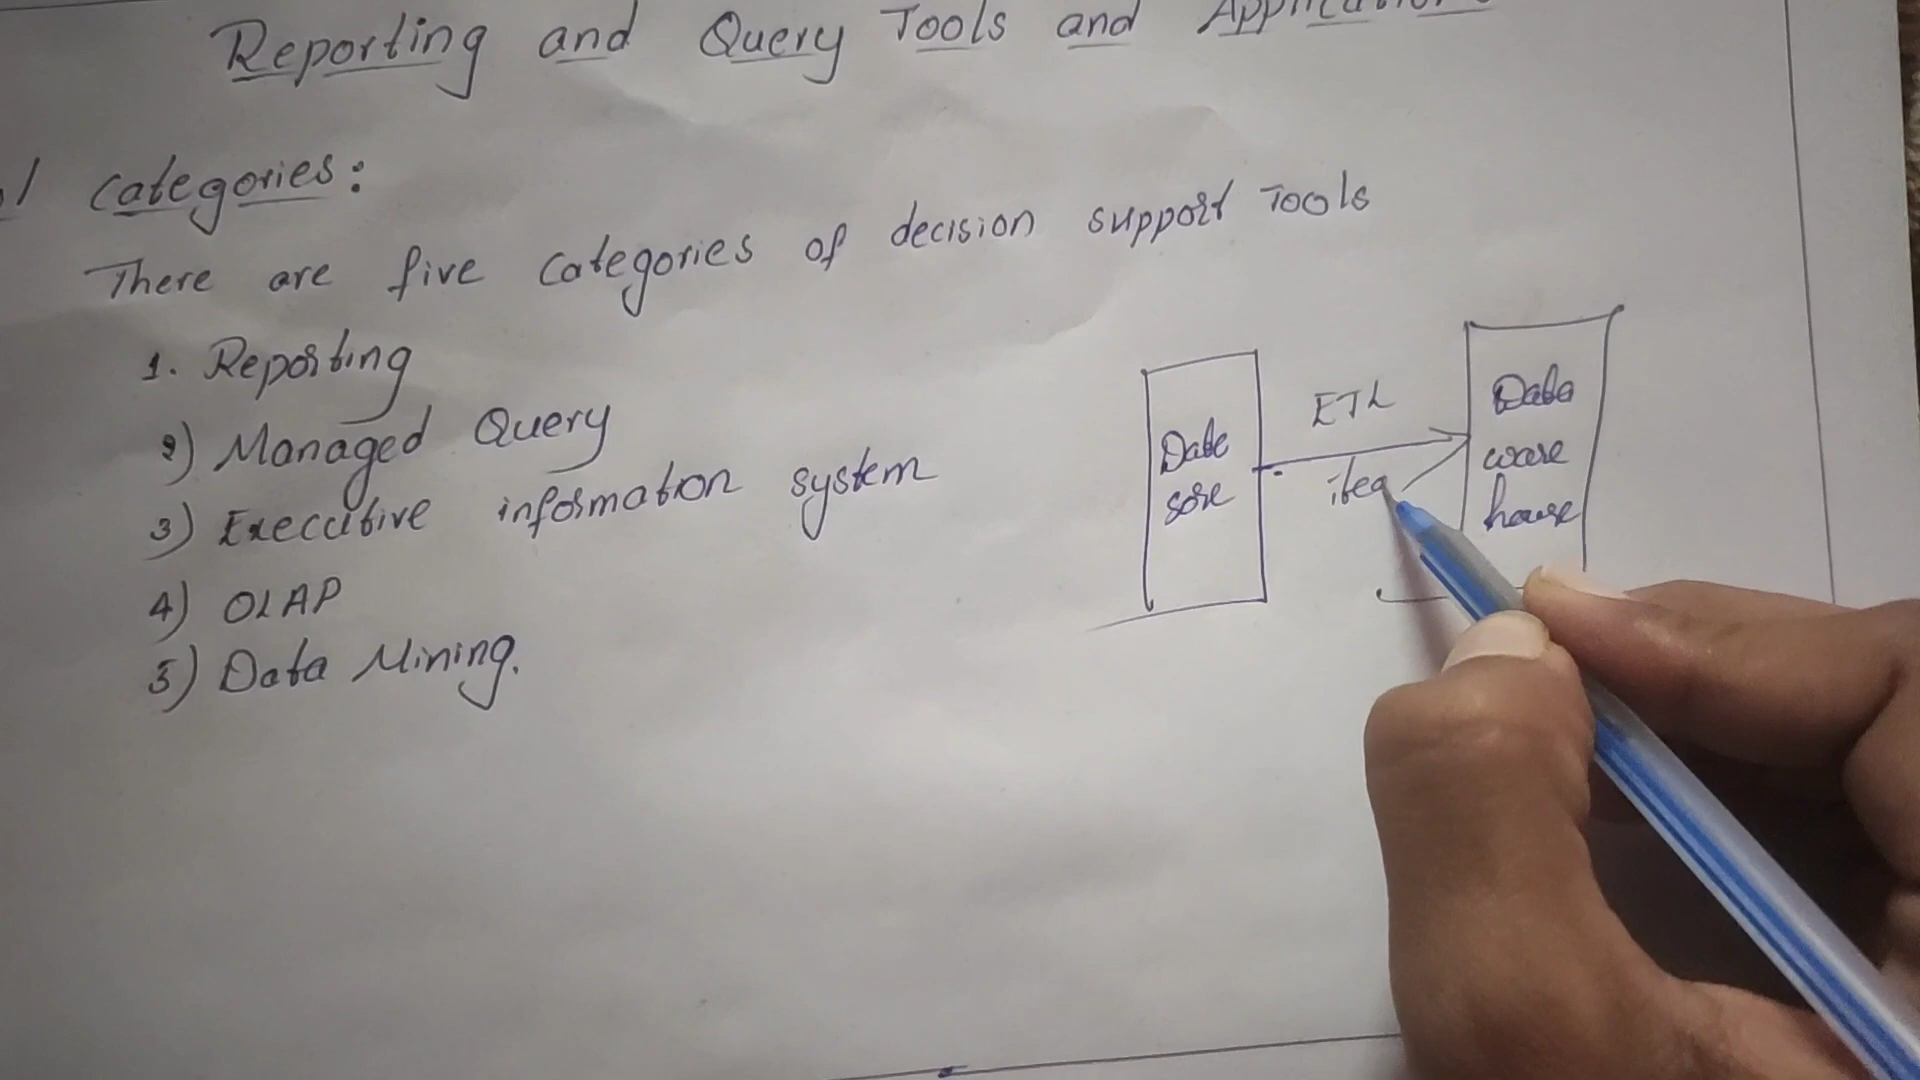 Reporting and Query Tools and Applications
categories:
There are five categories of decision support Tools
1. Reporting
2) Managed Query
3) Executive information system
4) OLAP
5) Data Mining.
ETL
Data
ware
house